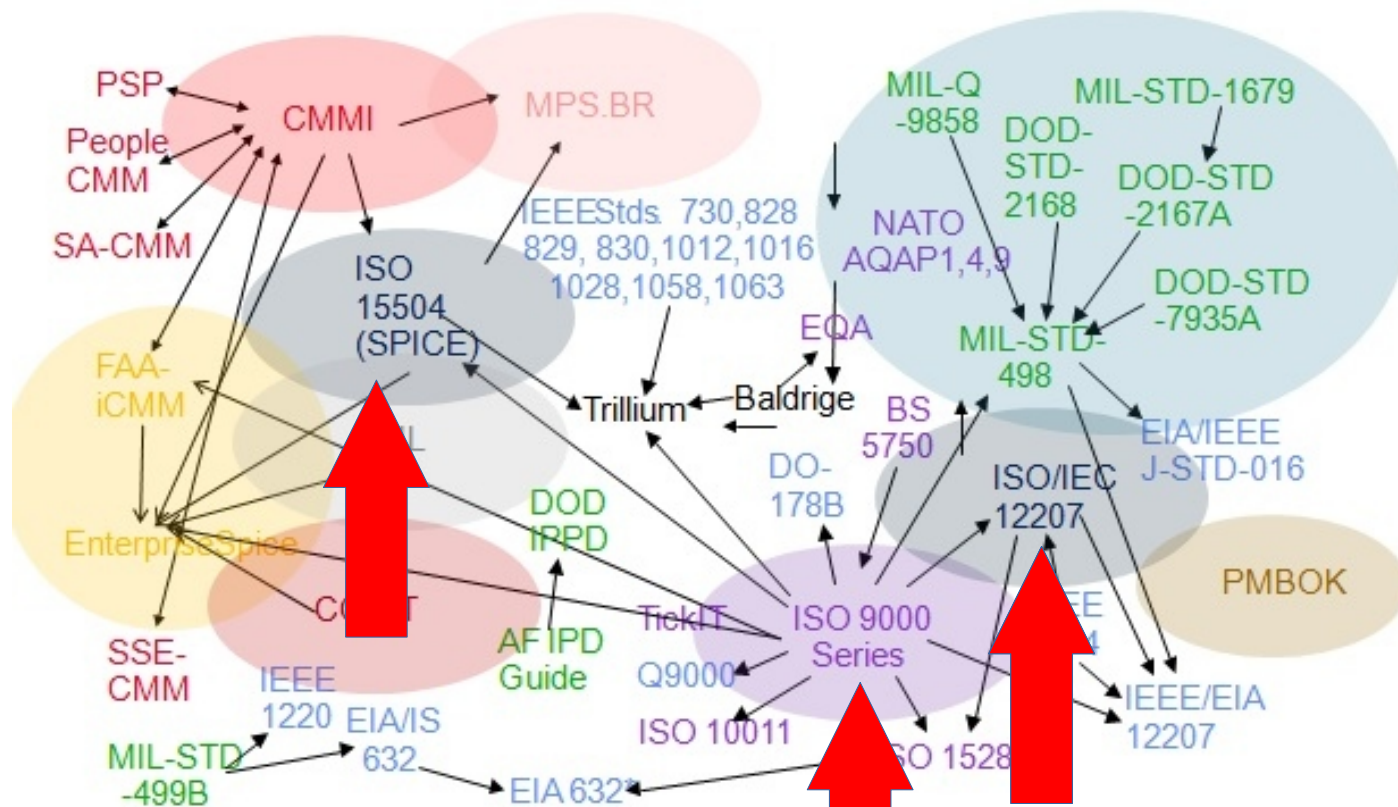 PSP
CMMI
MPS.BR
People
CMM
SA-CMM
MIL-Q
-9858
MIL-STD-1679
DOD-
STD-
2168
DOD-STD
-2167A
IEEEStds. 730,828
829, 830,1012,1016
1028,1058,1063
NATO
AQAP1,4,9
ISO
15504
(SPICE)
DOD-STD
-7935A
EQA
MIL-STD-
498
FAA-
iCMM
Trillium
Baldrige
BS
5750
EIA/IEEE
J-STD-016
DO-
178B
ISO/IEC
12207
DOD
IPPD
EnterpriseSpice
PMBOK
TickIT
ISO 9000
Series
AF IPD
Guide
SSE-
CMM
Q9000
IEEE
1220
EIA/IS
632
ISO 10011
IEEE/EIA
12207
MIL-STD
-499B
EIA 632*